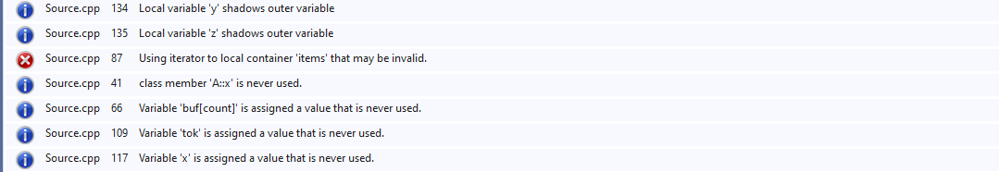 Source.cpp 134 Local variable 'y' shadows outer variable
Source.cpp 135 Local variable 'z' shadows outer variable
Source.cpp 87 Using iterator to local container 'items' that may be invalid.
Source.cpp 41 class member 'A::x' is never used.
Source.cpp 66 Variable 'buf[count]' is assigned a value that is never used.
Source.cpp 109 Variable 'tok' is assigned a value that is never used.
Source.cpp 117 Variable 'x' is assigned a value that is never used.